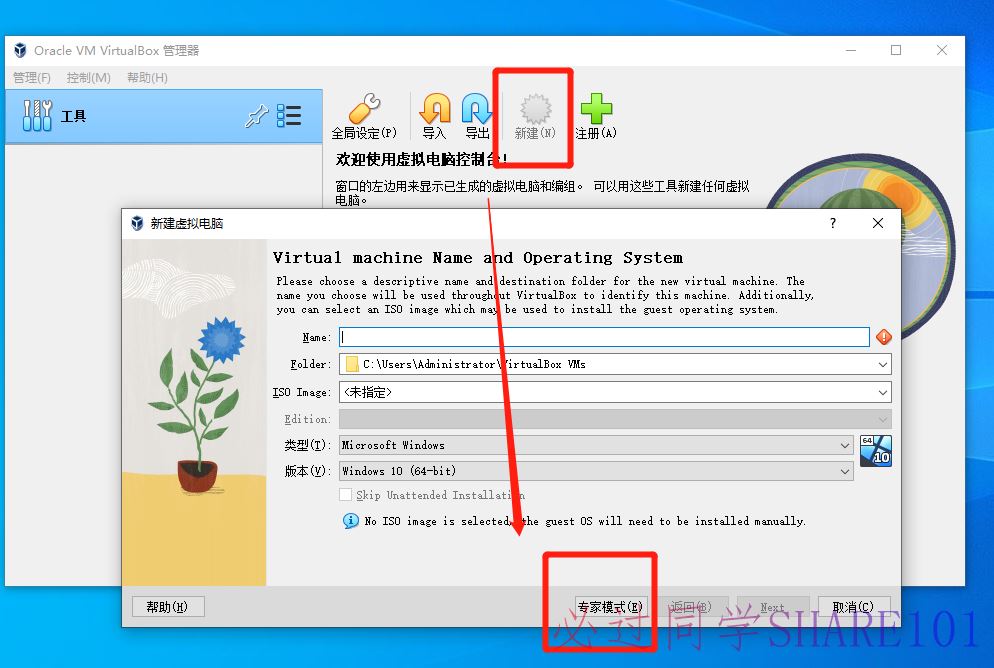 Oracle VM VirtualBox 管理器
管理(F) 控制(M) 帮助(H)
工具
全局设定(P) 导入 导出 新建(N) 注册(A)
欢迎使用虚拟电脑控制台!
窗口的左边用来显示已生成的虚拟电脑和编组。 可以用这些工具新建任何虚拟
电脑。
新建虚拟电脑
?
Virtual machine Name and Operating System
Please choose a descriptive name and destination folder for the new virtual machine. The
name you choose will be used throughout VirtualBox to identify this machine. Additionally,
you can select an ISO image which may be used to install the guest operating system.
Name:
Folder: C:\Users\Administrator\VirtualBox VMs
ISO Image: <未指定>
Edition:
类型(T): Microsoft Windows
64
10
版本(V): Windows 10 (64-bit)
Skip Unattended Installation
No ISO image is selected, the guest OS will need to be installed manually.
帮助(H) 专家模式(E) 返回(B) Next 取消(C)
必过同学SHARE101